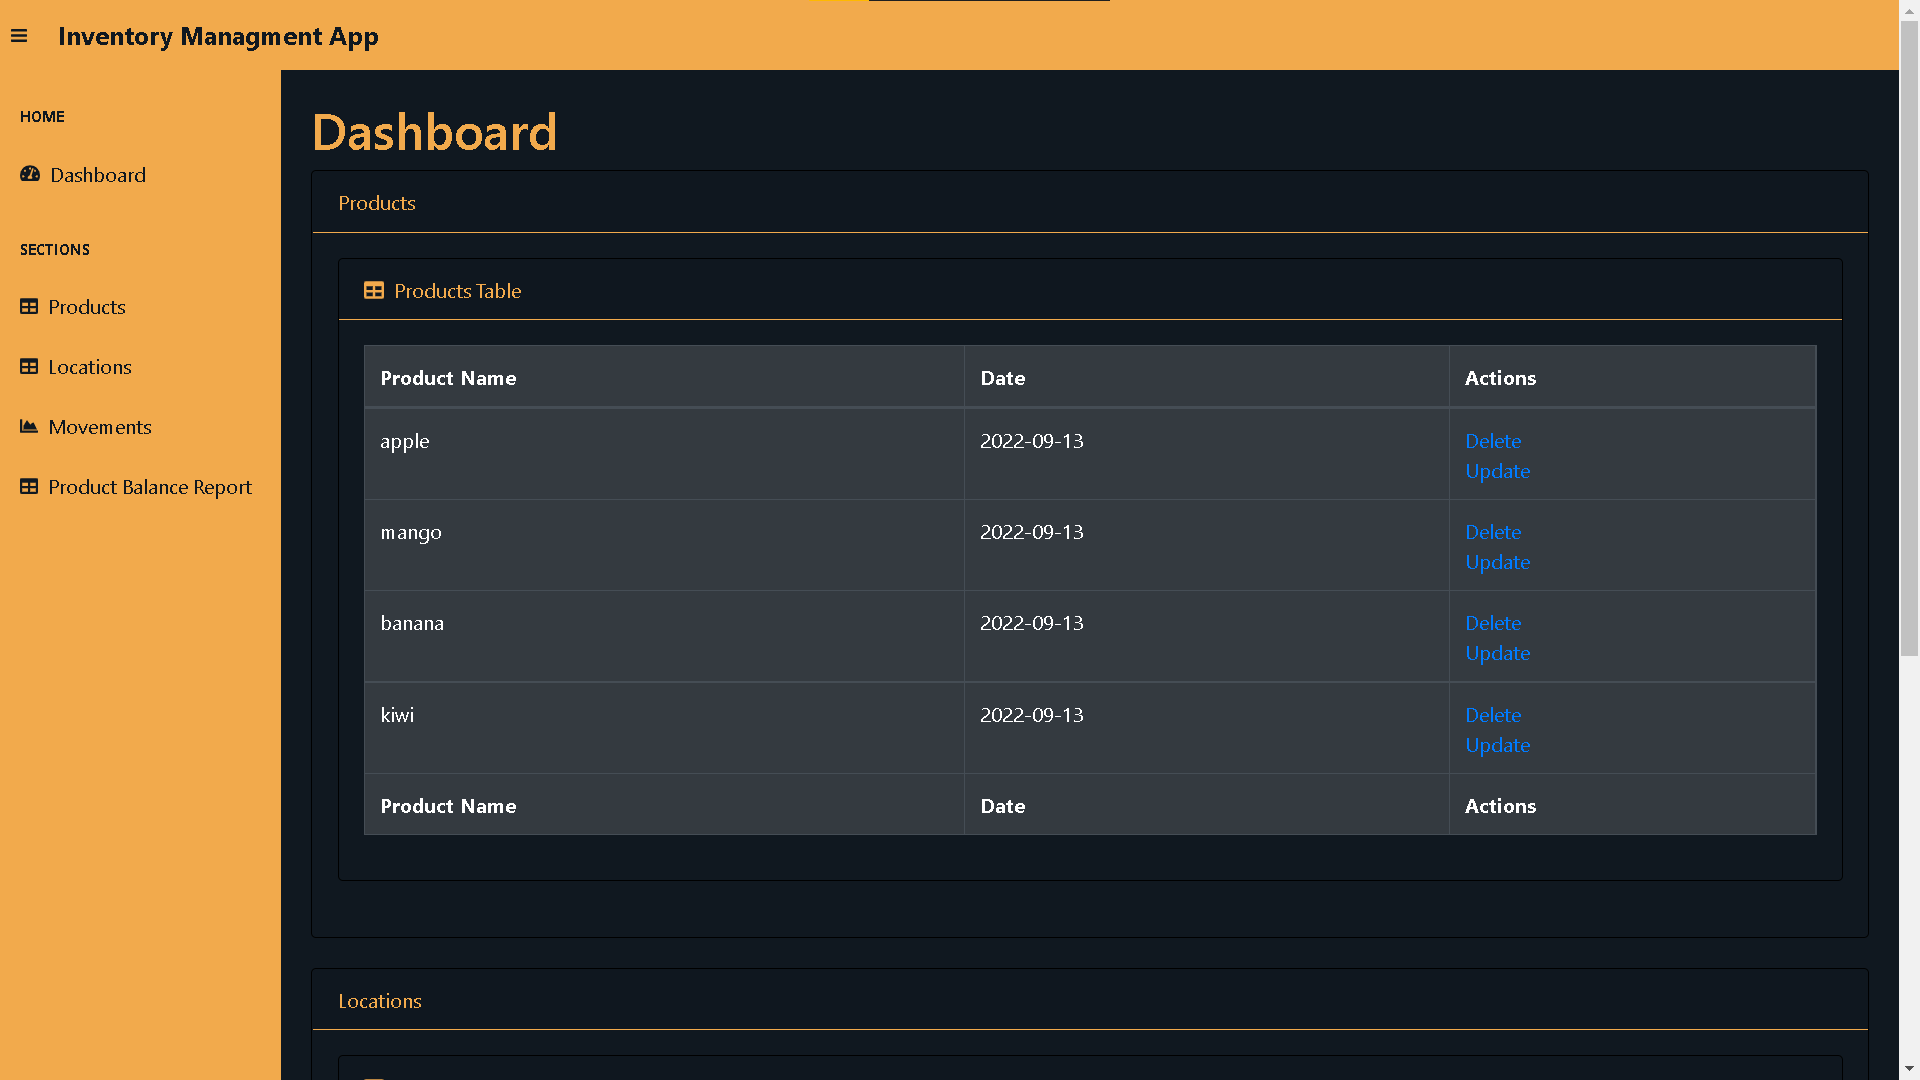 Inventory Managment App
HOME
Dashboard
SECTIONS
Products
Locations
Movements
Product Balance Report
Dashboard
Products
Products Table
Product Name Date Actions
apple 2022-09-13 Delete
Update
mango 2022-09-13 Delete
Update
banana 2022-09-13 Delete
Update
kiwi 2022-09-13 Delete
Update
Product Name Date Actions
Locations